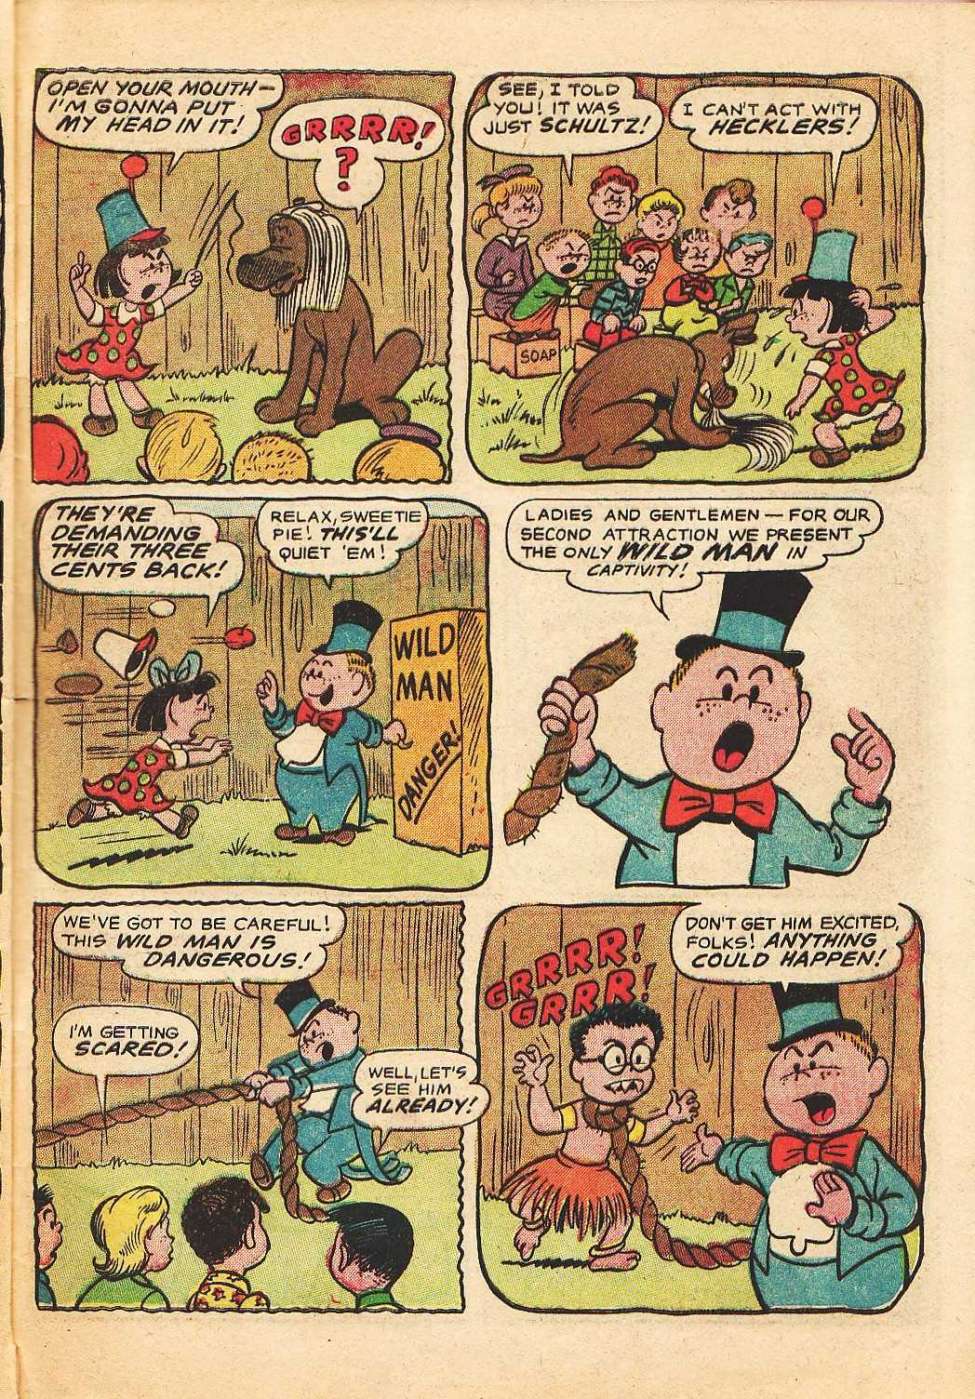 OPEN YOUR MOUTH—
I'M GONNA PUT
MY HEAD IN IT!
GRRRR!
?
SEE, I TOLD
YOU! IT WAS
JUST SCHULTZ!
I CAN'T ACT WITH
HECKLERS!
SOAP
THEY'RE
DEMANDING
THEIR THREE
CENTS BACK!
RELAX, SWEETIE
PIE! THIS'LL
QUIET 'EM!
WILD
MAN
DANGER!
LADIES AND GENTLEMEN — FOR OUR
SECOND ATTRACTION WE PRESENT
THE ONLY WILD MAN IN
CAPTIVITY!
WE'VE GOT TO BE CAREFUL!
THIS WILD MAN IS
DANGEROUS!
I'M GETTING
SCARED!
WELL, LET'S
SEE HIM
ALREADY!
GRRRR!
GRRR!
DON'T GET HIM EXCITED,
FOLKS! ANYTHING
COULD HAPPEN!